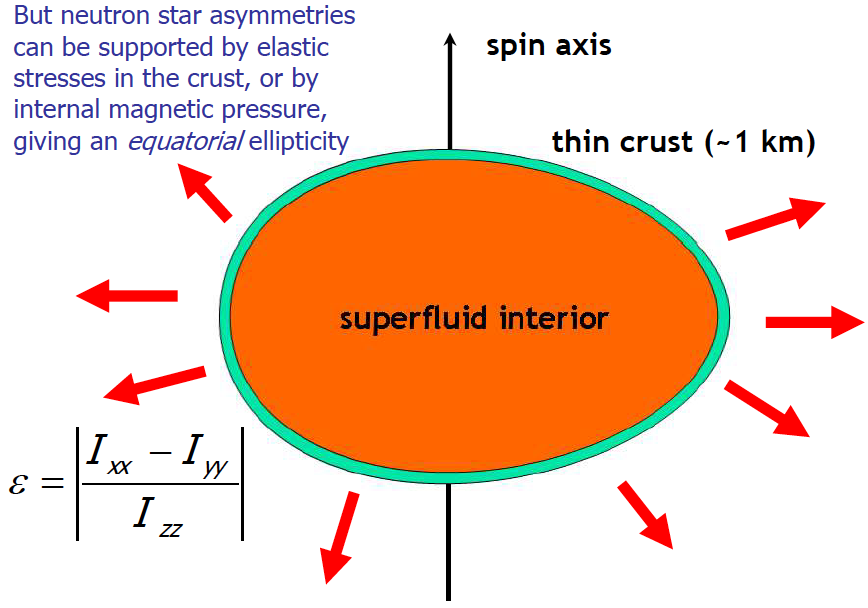 But neutron star asymmetries
can be supported by elastic
stresses in the crust, or by
internal magnetic pressure,
giving an equatorial ellipticity
spin axis
thin crust (~1 km)
superfluid interior
ε = |(I_xx − I_yy) / I_zz|